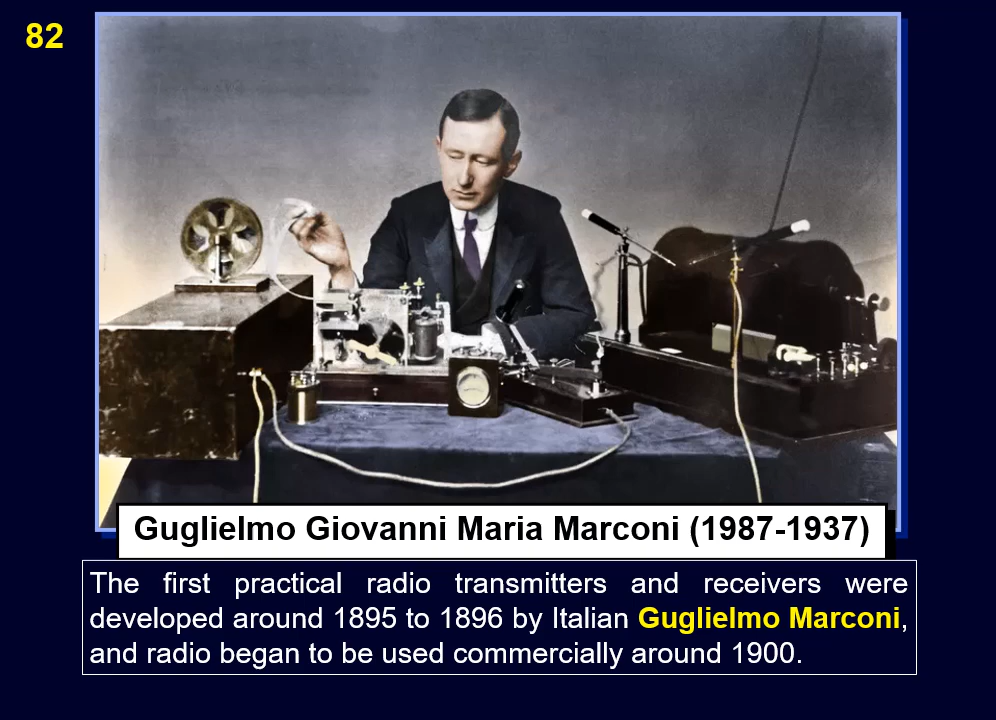 82
Guglielmo Giovanni Maria Marconi (1987-1937)
The first practical radio transmitters and receivers were
developed around 1895 to 1896 by Italian Guglielmo Marconi,
and radio began to be used commercially around 1900.